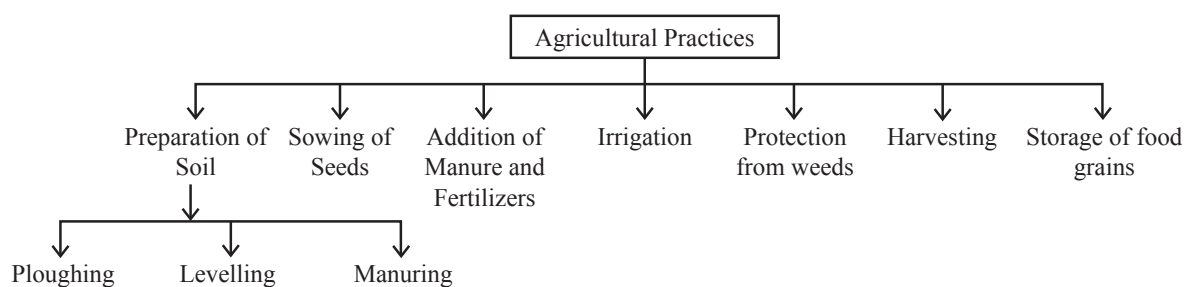 Agricultural Practices
Preparation of
Soil
Sowing of
Seeds
Addition of
Manure and
Fertilizers
Irrigation
Protection
from weeds
Harvesting
Storage of food
grains
Ploughing
Levelling
Manuring